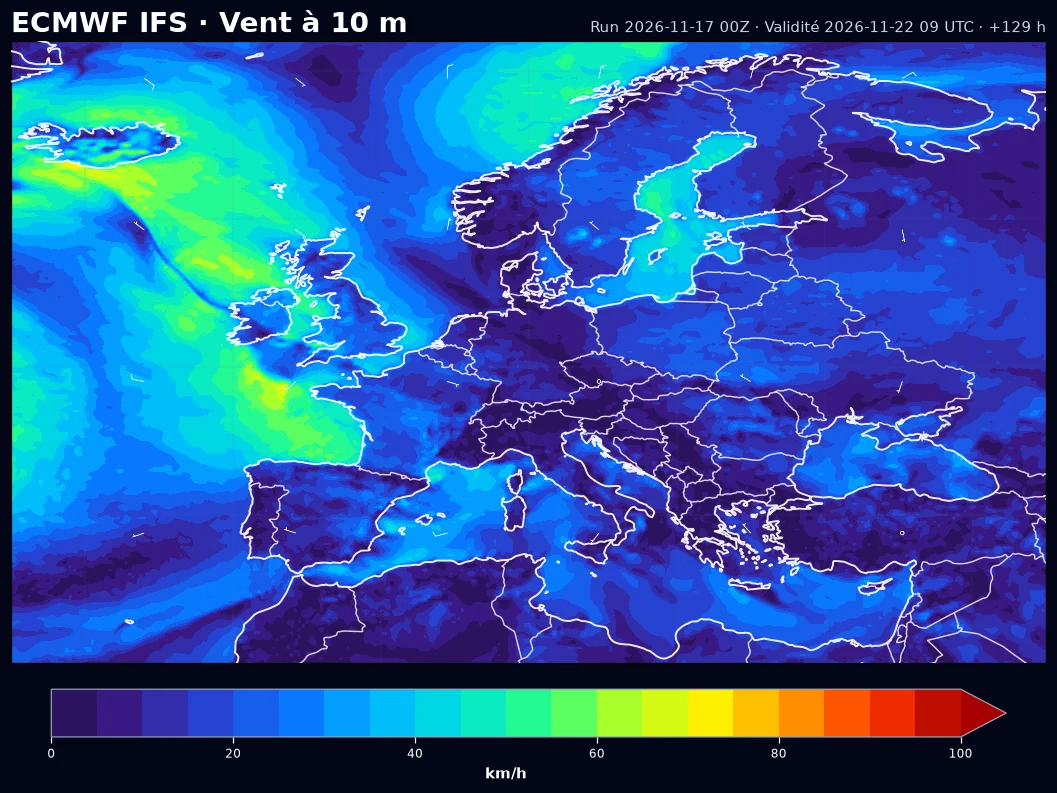 ECMWF IFS · Vent à 10 m
Run 2026-11-17 00Z · Validité 2026-11-22 09 UTC · +129 h
0 20 40 60 80 100
km/h